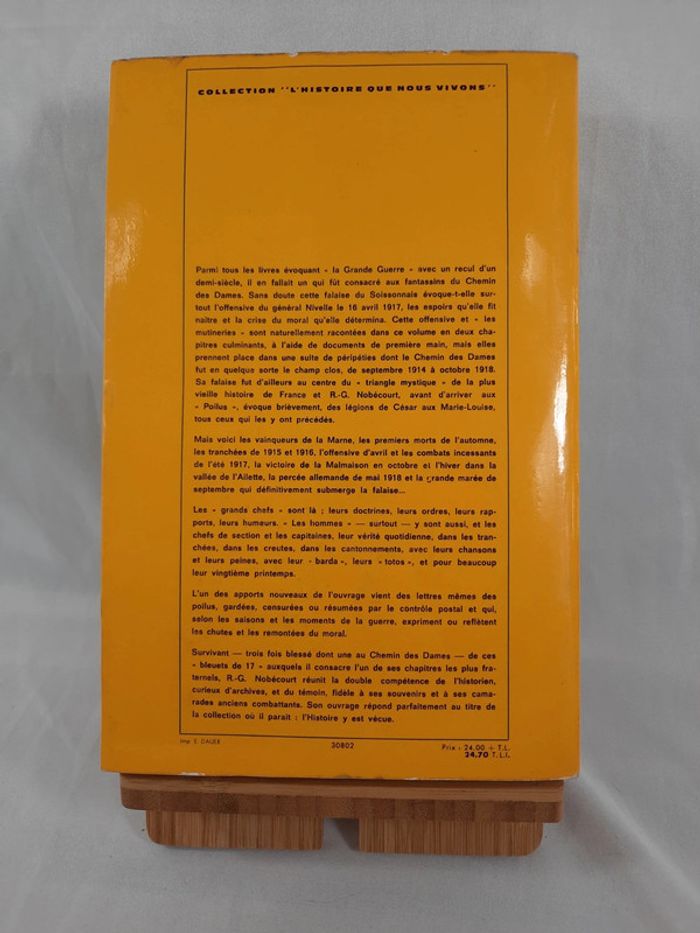 COLLECTION "L'HISTOIRE QUE NOUS VIVONS"
Parmi tous les livres évoquant « la Grande Guerre » avec un recul d'un
demi-siècle, il en fallait un qui fût consacré aux fantassins du Chemin
des Dames. Sans doute cette falaise du Soissonnais évoque-t-elle sur-
tout l'offensive du général Nivelle le 16 avril 1917, les espoirs qu'elle fit
naître et la crise du moral qu'elle détermina. Cette offensive et « les
mutineries » sont naturellement racontées dans ce volume en deux cha-
pitres culminants, à l'aide de documents de première main, mais elles
prennent place dans une suite de péripéties dont le Chemin des Dames
fut en quelque sorte le champ clos, de septembre 1914 à octobre 1918.
Sa falaise fut d'ailleurs au centre du « triangle mystique » de la plus
vieille histoire de France et R.-G. Nobécourt, avant d'arriver aux
« Poilus », évoque brièvement, des légions de César aux Marie-Louise,
tous ceux qui les y ont précédés.
Mais voici les vainqueurs de la Marne, les premiers morts de l'automne,
les tranchées de 1915 et 1916, l'offensive d'avril et les combats incessants
de l'été 1917, la victoire de la Malmaison en octobre et l'hiver dans la
vallée de l'Ailette, la percée allemande de mai 1918 et la grande marée de
septembre qui définitivement submerge la falaise...
Les « grands chefs » sont là ; leurs doctrines, leurs ordres, leurs rap-
ports, leurs humeurs. « Les hommes » — surtout — y sont aussi, et les
chefs de section et les capitaines, leur vérité quotidienne, dans les tran-
chées, dans les creutes, dans les cantonnements, avec leurs chansons
et leurs peines, avec leur « barda », leurs « totos », et pour beaucoup
leur vingtième printemps.
L'un des apports nouveaux de l'ouvrage vient des lettres mêmes des
poilus, gardées, censurées ou résumées par le contrôle postal et qui,
selon les saisons et les moments de la guerre, expriment ou reflètent
les chutes et les remontées du moral.
Survivant — trois fois blessé dont une au Chemin des Dames — de ces
« bleuets de 17 » auxquels il consacre l'un de ses chapitres les plus fra-
ternels, R.-G. Nobécourt réunit la double compétence de l'historien,
curieux d'archives, et du témoin, fidèle à ses souvenirs et à ses cama-
rades anciens combattants. Son ouvrage répond parfaitement au titre de
la collection où il paraît : l'Histoire y est vécue.
Imp. E. DAUER
30802
Prix : 24,00 + T.L.
24,70 T.L.I.